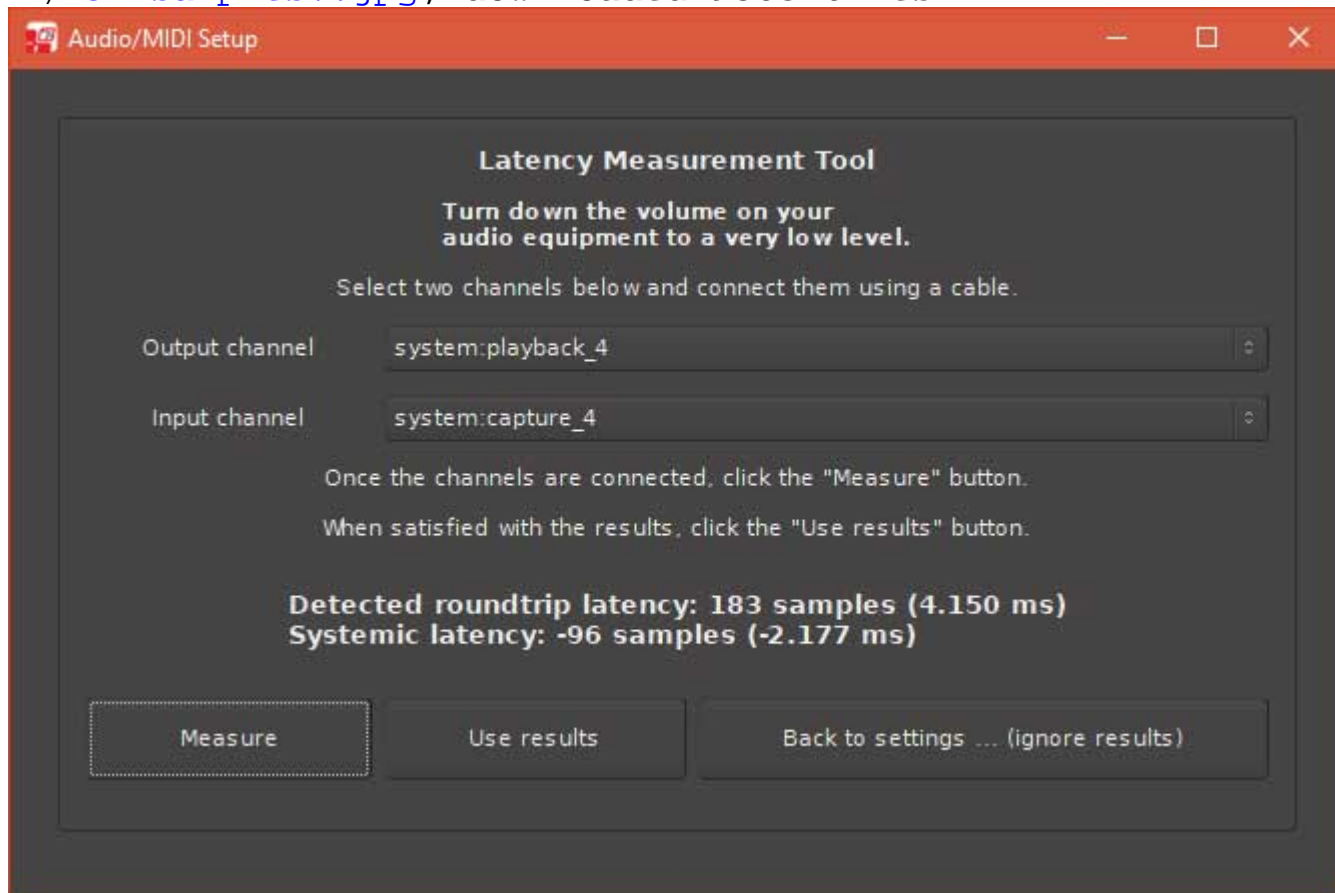 Audio/MIDI Setup
Latency Measurement Tool
Turn down the volume on your
audio equipment to a very low level.
Select two channels below and connect them using a cable.
Output channel system:playback_4
Input channel system:capture_4
Once the channels are connected, click the "Measure" button.
When satisfied with the results, click the "Use results" button.
Detected roundtrip latency: 183 samples (4.150 ms)
Systemic latency: -96 samples (-2.177 ms)
Measure Use results Back to settings ... (ignore results)